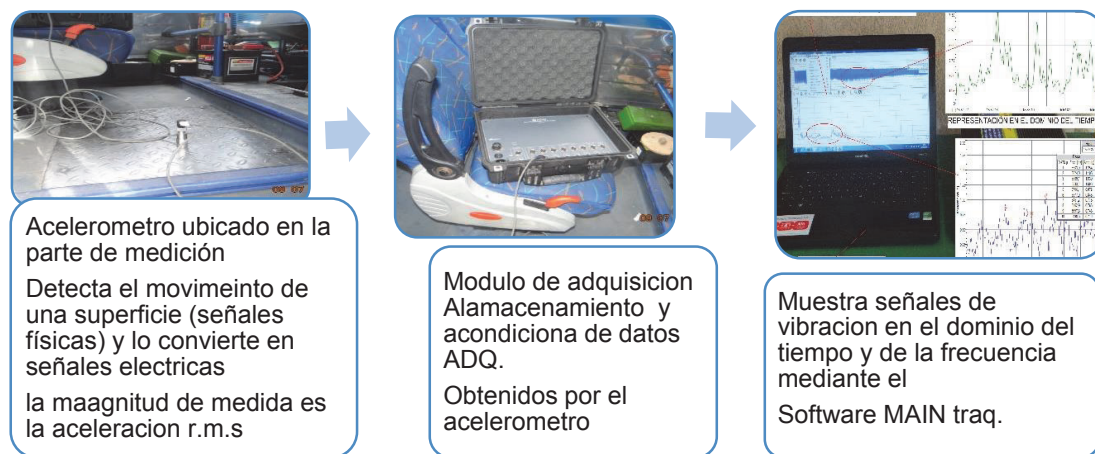 REPRESENTACIÓN EN EL DOMINIO DEL TIEMP
Acelerometro ubicado en la
parte de medición
Detecta el movimeinto de
una superficie (señales
físicas) y lo convierte en
señales electricas
la maagnitud de medida es
la aceleracion r.m.s
Modulo de adquisicion
Alamacenamiento y
acondiciona de datos
ADQ.
Obtenidos por el
acelerometro
Muestra señales de
vibracion en el dominio del
tiempo y de la frecuencia
mediante el
Software MAIN traq.